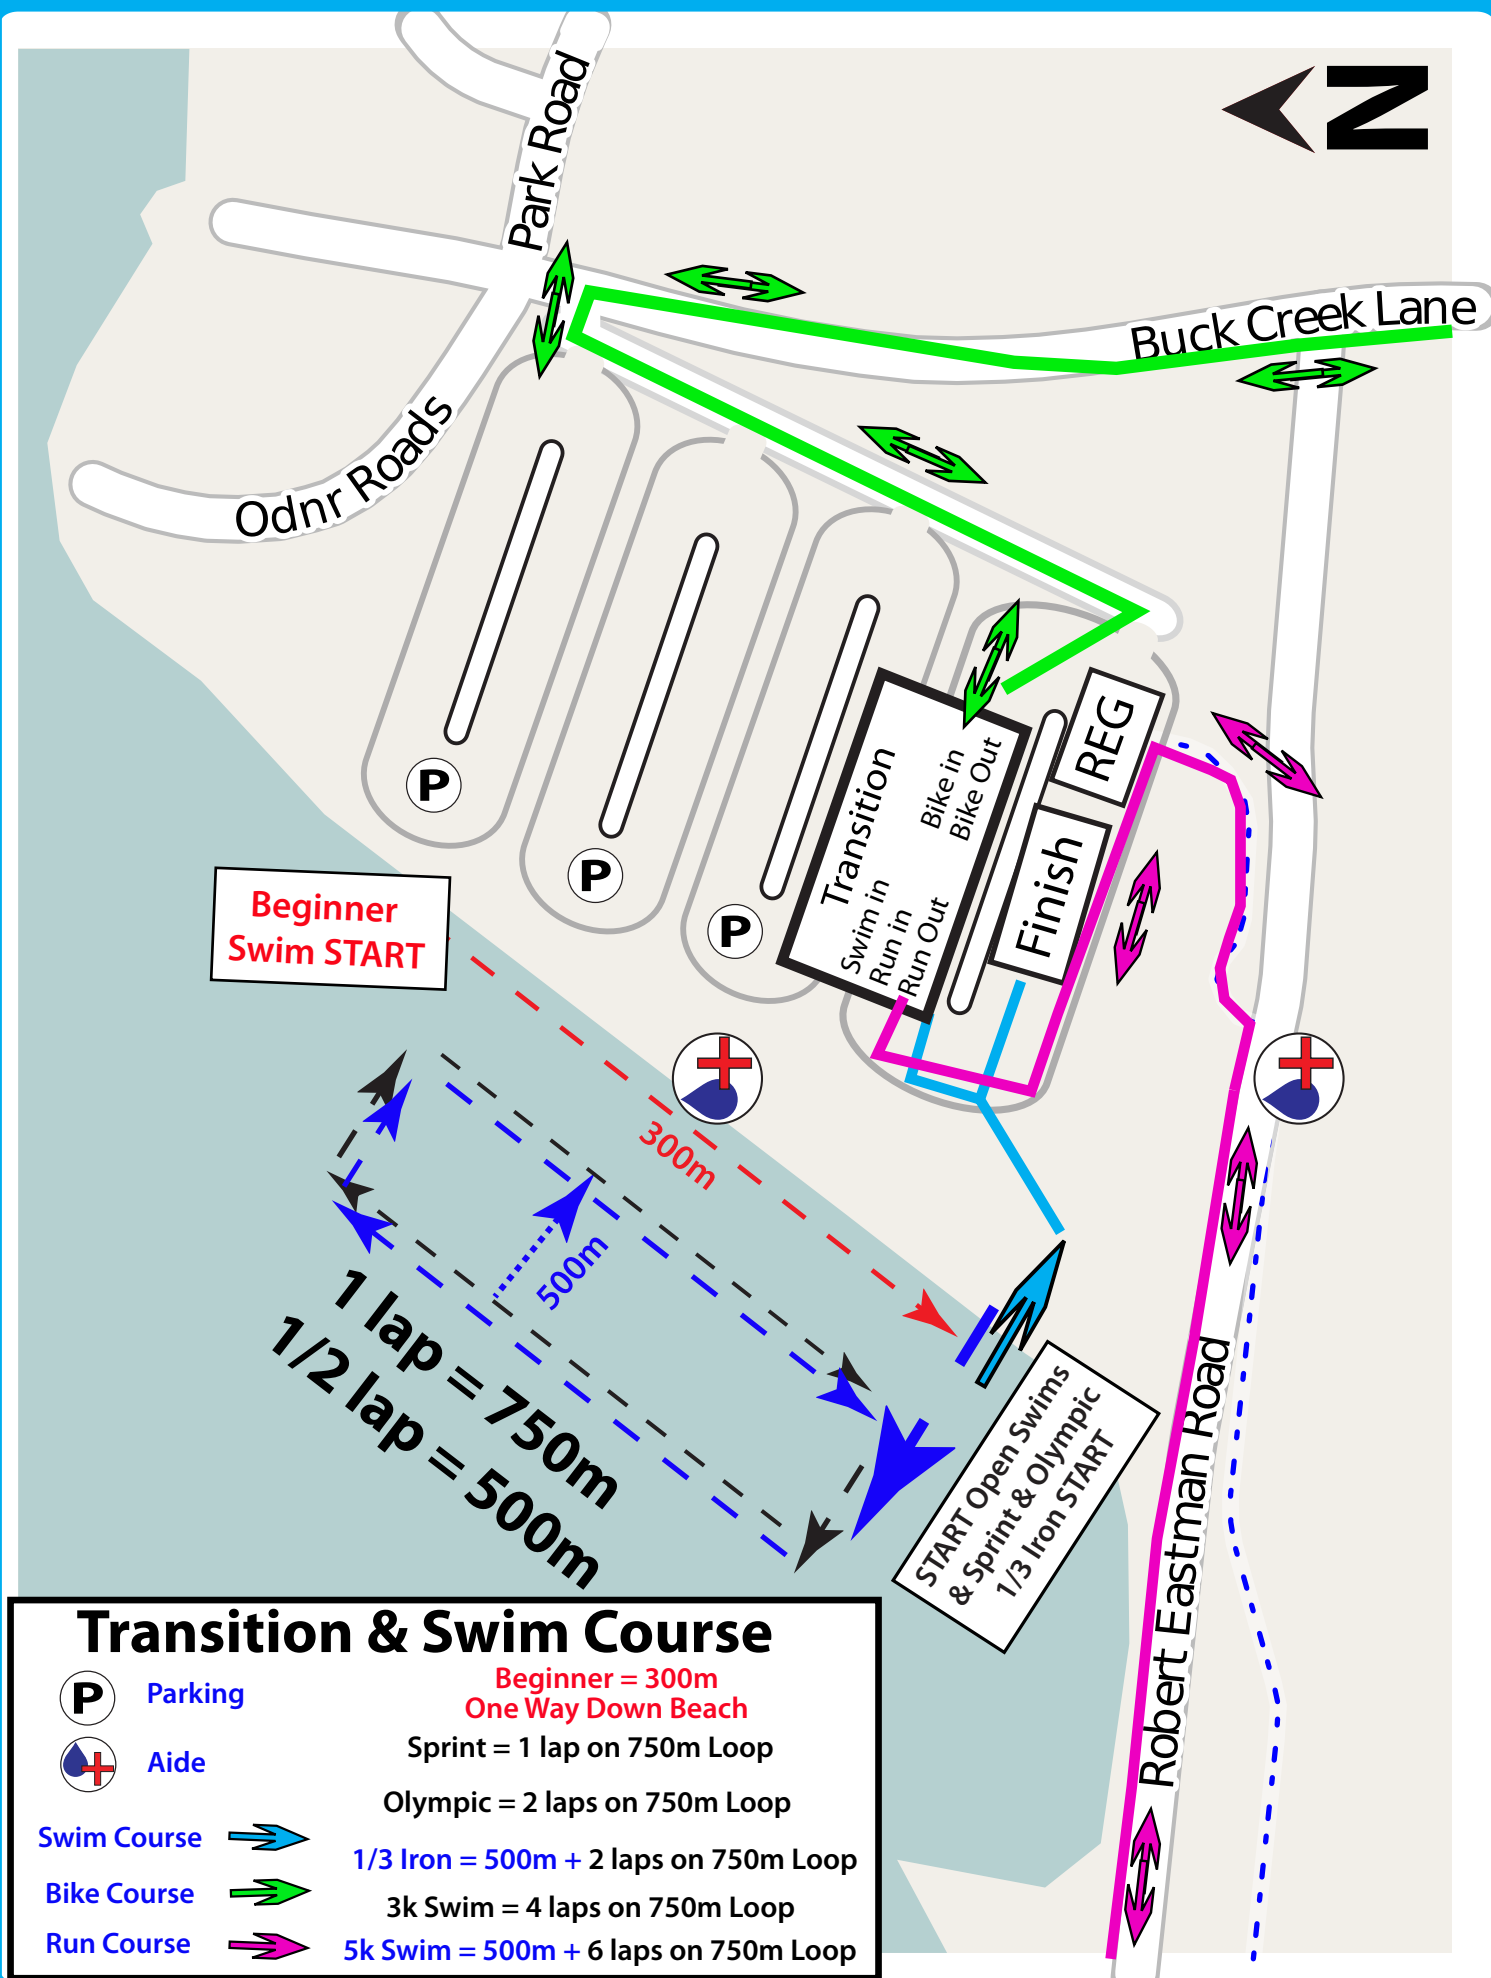 N
Park Road
Buck Creek Lane
Odnr Roads
P
P
P
Transition
Bike in
Bike Out
Swim in
Run in
Run Out
REG
Finish
Beginner
Swim START
300m
500m
1 lap = 750m
1/2 lap = 500m
START Open Swims
& Sprint & Olympic
1/3 Iron START
Robert Eastman Road
Transition & Swim Course
P Parking
Aide
Swim Course
Bike Course
Run Course
Beginner = 300m
One Way Down Beach
Sprint = 1 lap on 750m Loop
Olympic = 2 laps on 750m Loop
1/3 Iron = 500m + 2 laps on 750m Loop
3k Swim = 4 laps on 750m Loop
5k Swim = 500m + 6 laps on 750m Loop